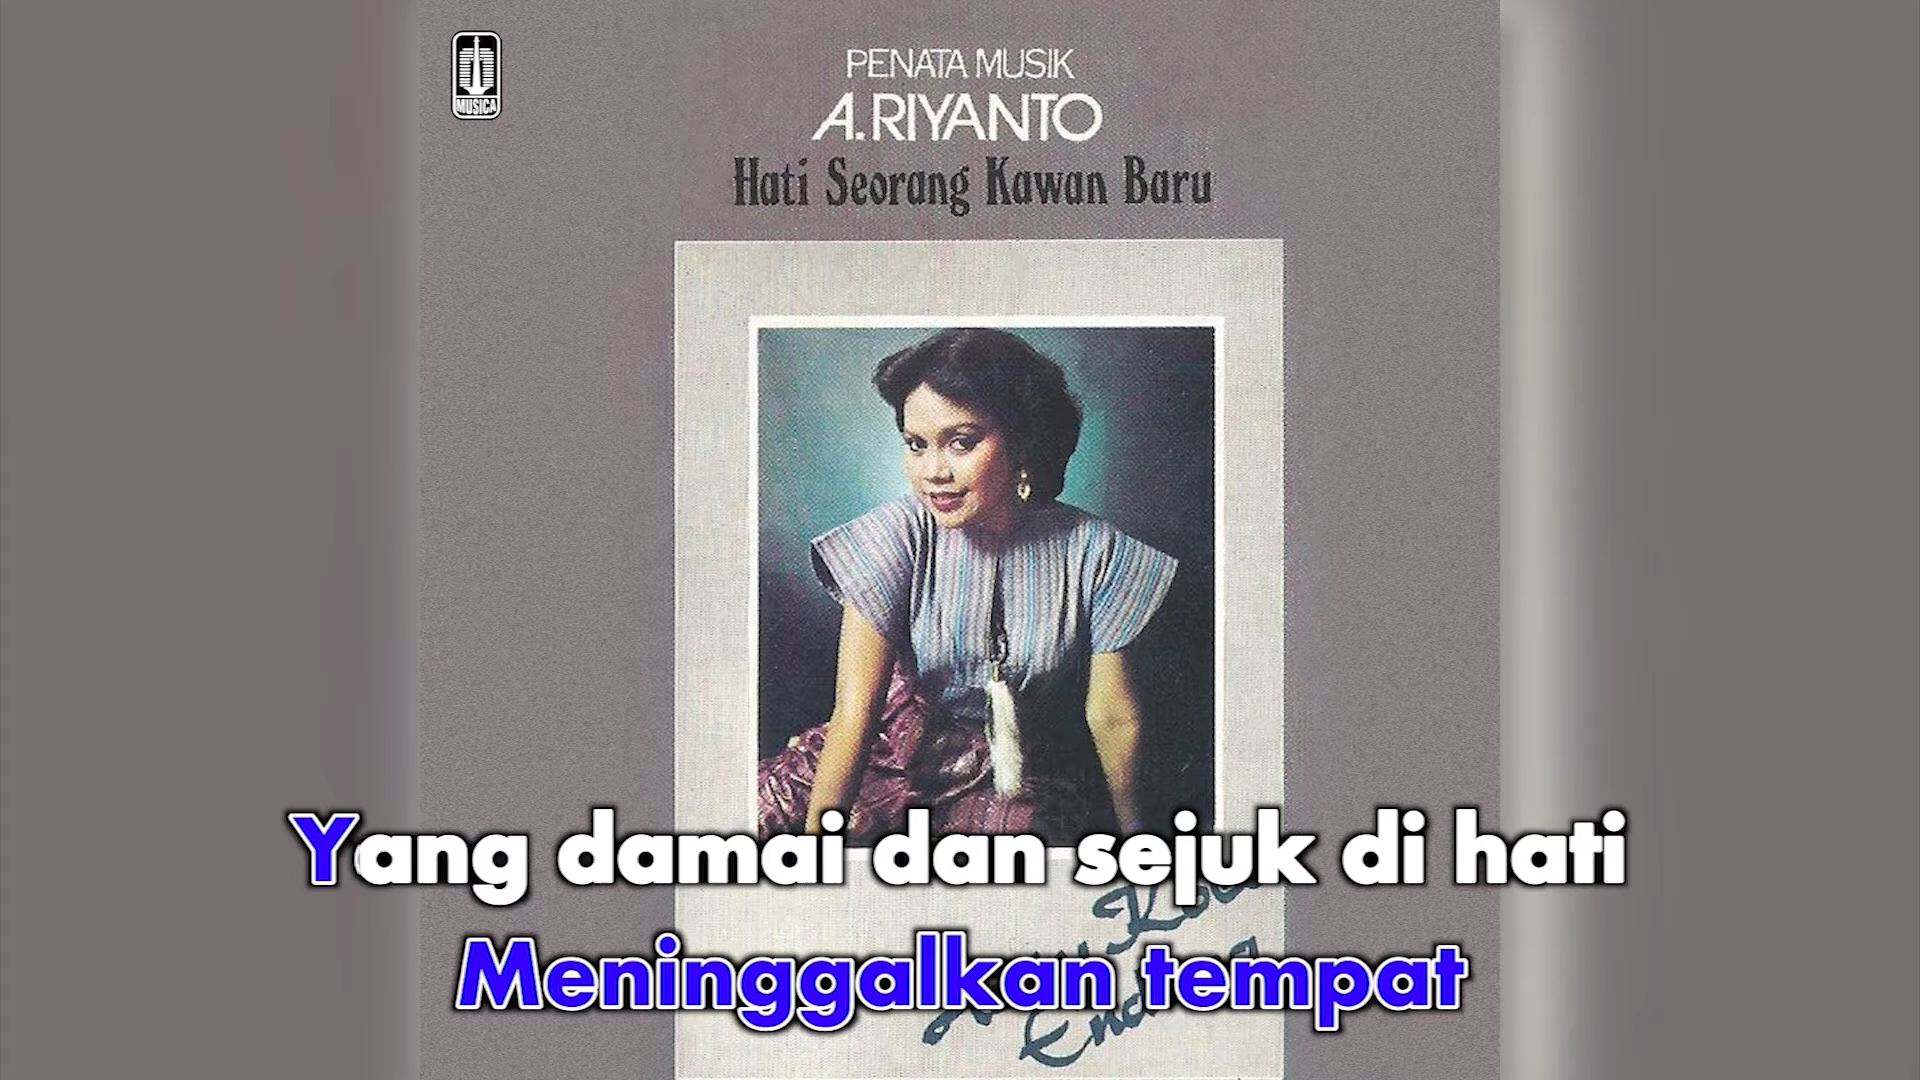 MUSICA
PENATA MUSIK
A. RIYANTO
Hati Seorang Kawan Baru
Yang damai dan sejuk di hati
Meninggalkan tempat